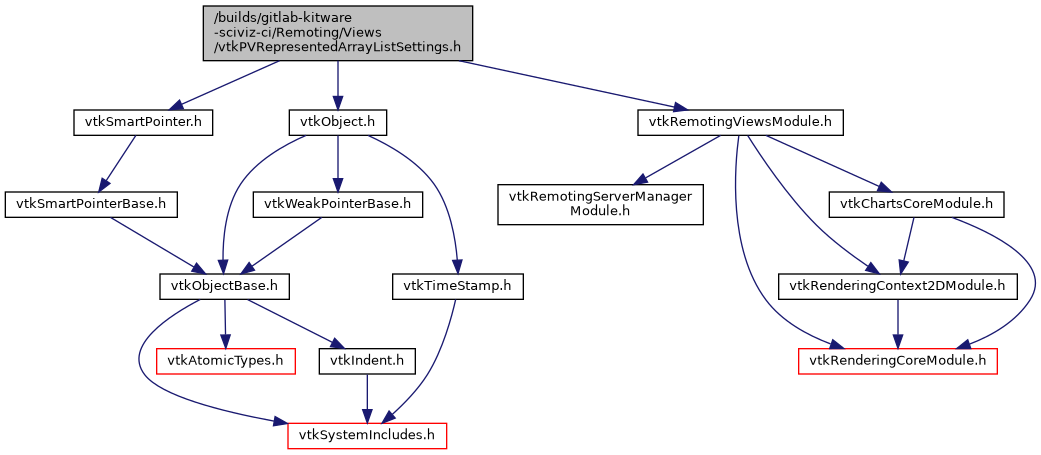 /builds/gitlab-kitware
-sciviz-ci/Remoting/Views
/vtkPVRepresentedArrayListSettings.h
vtkSmartPointer.h
vtkObject.h
vtkRemotingViewsModule.h
vtkSmartPointerBase.h
vtkWeakPointerBase.h
vtkRemotingServerManager
Module.h
vtkChartsCoreModule.h
vtkObjectBase.h
vtkTimeStamp.h
vtkRenderingContext2DModule.h
vtkAtomicTypes.h
vtkIndent.h
vtkRenderingCoreModule.h
vtkSystemIncludes.h